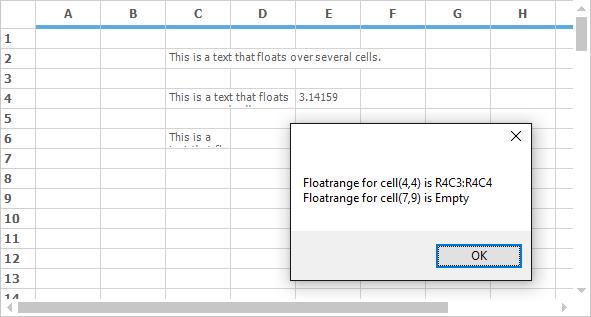 A B C D E F G H
1
2 This is a text that floats over several cells.
3
4 This is a text that floats 3.14159
5
6 This is a
7
8
9
10
11
12
13
14
Floatrange for cell(4,4) is R4C3:R4C4
Floatrange for cell(7,9) is Empty
OK